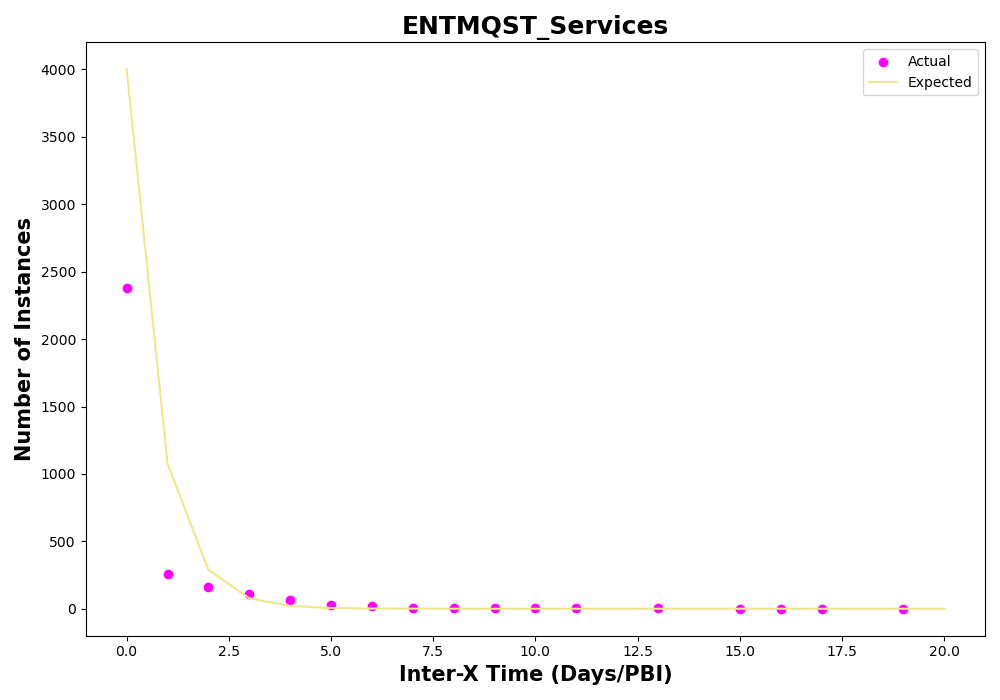 ENTMQST_Services
Actual
Expected
4000
3500
3000
2500
2000
1500
1000
500
0
Number of Instances
0.0 2.5 5.0 7.5 10.0 12.5 15.0 17.5 20.0
Inter-X Time (Days/PBI)